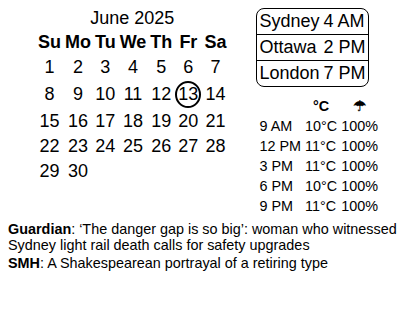 June 2025
Su Mo Tu We Th Fr Sa
1 2 3 4 5 6 7
8 9 10 11 12 13 14
15 16 17 18 19 20 21
22 23 24 25 26 27 28
29 30
Sydney 4 AM
Ottawa 2 PM
London 7 PM
°C ☂
9 AM 10°C 100%
12 PM 11°C 100%
3 PM 11°C 100%
6 PM 10°C 100%
9 PM 11°C 100%
Guardian: ‘The danger gap is so big’: woman who witnessed
Sydney light rail death calls for safety upgrades
SMH: A Shakespearean portrayal of a retiring type